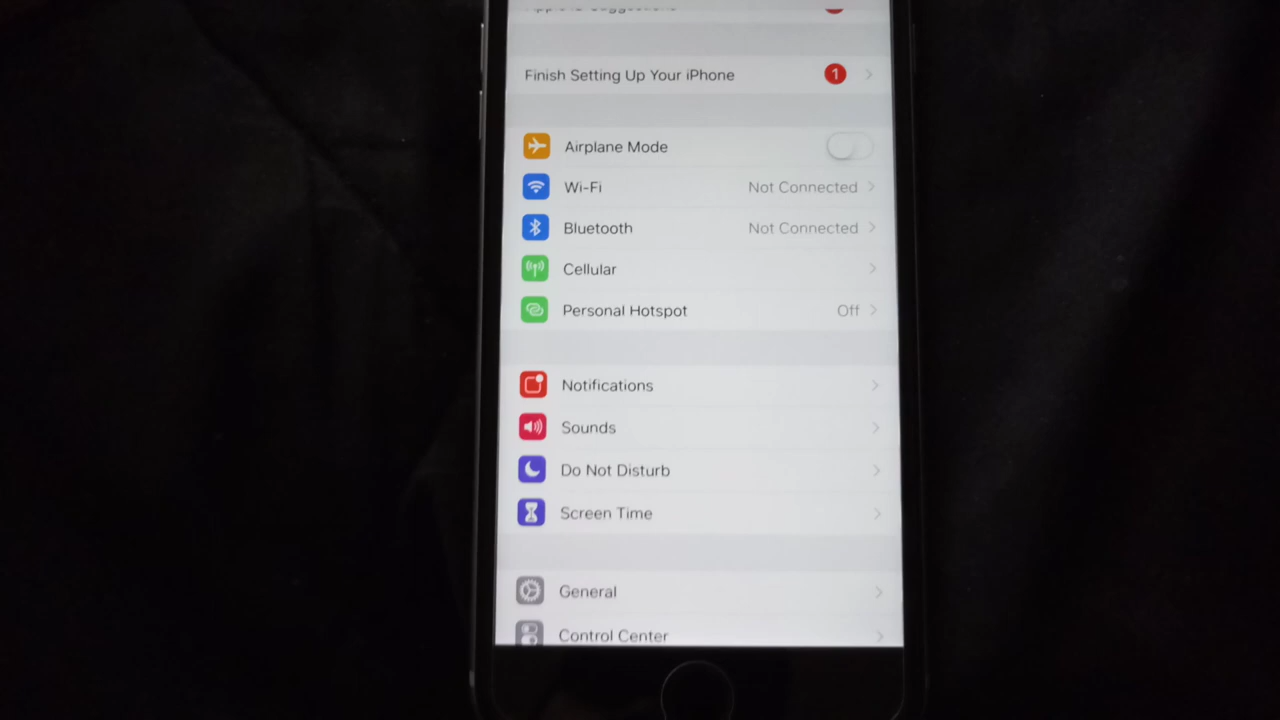 Finish Setting Up Your iPhone 1
Airplane Mode
Wi-Fi Not Connected
Bluetooth Not Connected
Cellular
Personal Hotspot Off
Notifications
Sounds
Do Not Disturb
Screen Time
General
Control Center